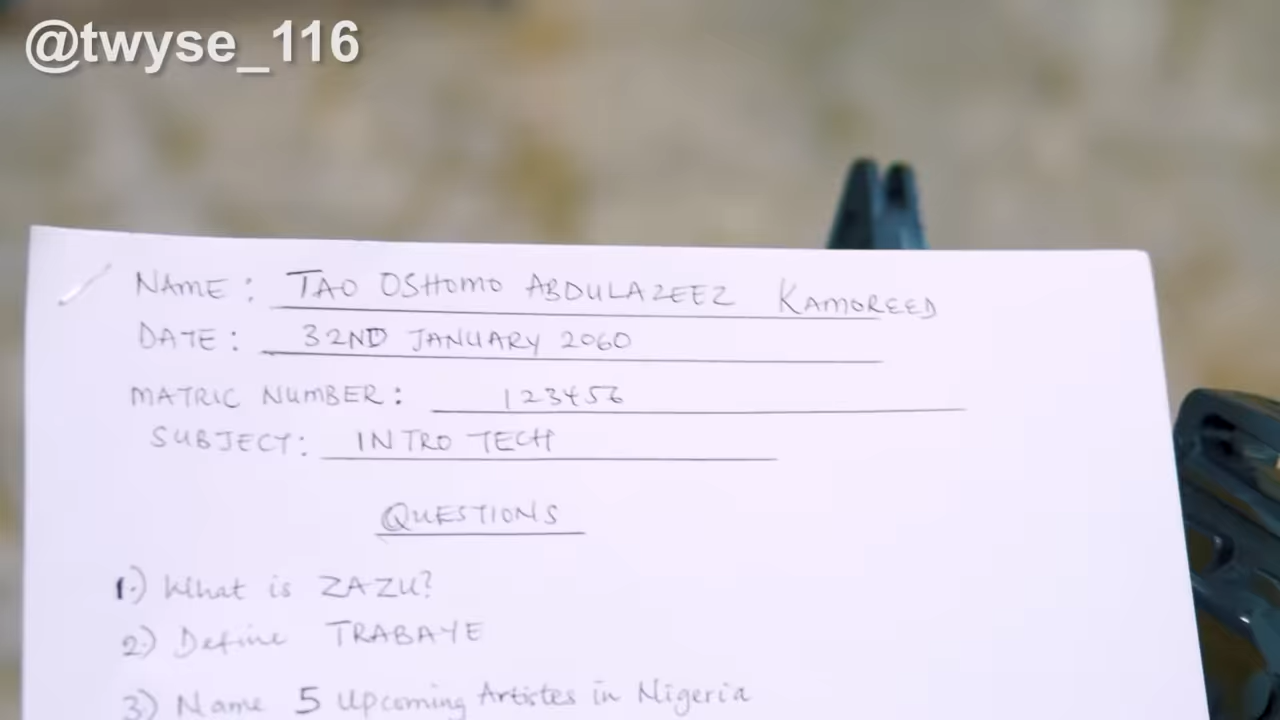 @twyse_116
NAME: TAO OSHOMO ABDULAZEEZ KAMOREED
DATE: 32ND JANUARY 2060
MATRIC NUMBER: 123456
SUBJECT: INTRO TECH
QUESTIONS
1.) What is ZAZU?
2.) Define TRABAYE
3.) Name 5 Upcoming Artistes in Nigeria